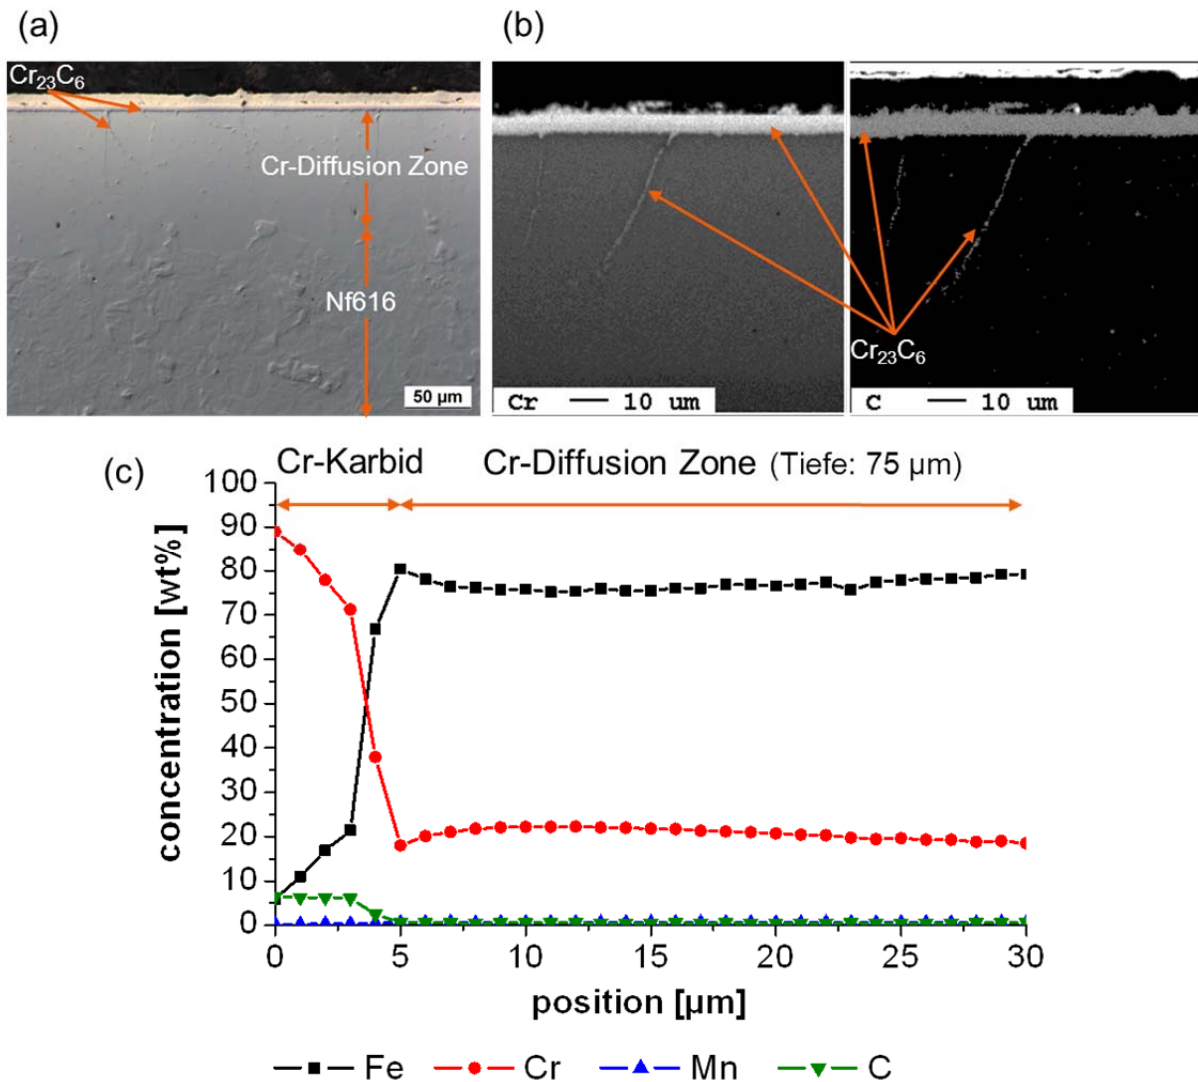 (a)
(b)
Cr23C6
Cr-Diffusion Zone
Nf616
50 µm
Cr23C6
Cr 10 um
C 10 um
(c)
Cr-Karbid
Cr-Diffusion Zone (Tiefe: 75 µm)
100
90
80
70
60
50
40
30
20
10
0
concentration [wt%]
0 5 10 15 20 25 30
position [µm]
Fe Cr Mn C